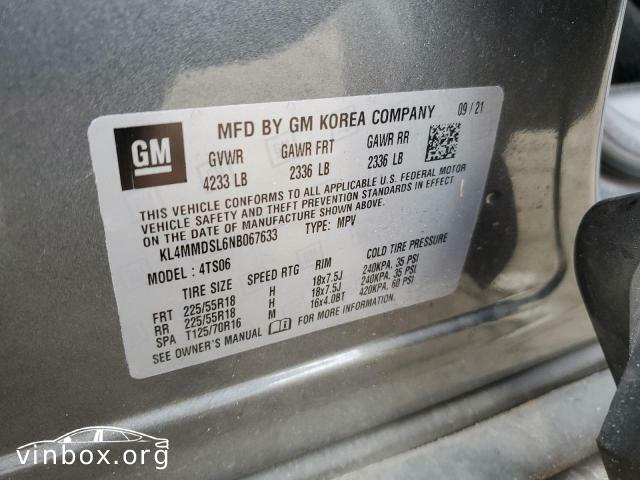 GM
MFD BY GM KOREA COMPANY 09 / 21
GVWR GAWR FRT GAWR RR
4233 LB 2336 LB 2336 LB
THIS VEHICLE CONFORMS TO ALL APPLICABLE U.S. FEDERAL MOTOR
VEHICLE SAFETY AND THEFT PREVENTION STANDARDS IN EFFECT
ON THE DATE OF MANUFACTURE SHOWN ABOVE.
KL4MMDSL6NB067633 TYPE: MPV
MODEL : 4TS06
TIRE SIZE SPEED RTG RIM COLD TIRE PRESSURE
FRT 225/55R18 H 18x7.5J 240KPA, 35 PSI
RR 225/55R18 H 18x7.5J 240KPA, 35 PSI
SPA T125/70R16 M 16x4.0BT 420KPA, 60 PSI
SEE OWNER'S MANUAL FOR MORE INFORMATION.
vinbox.org